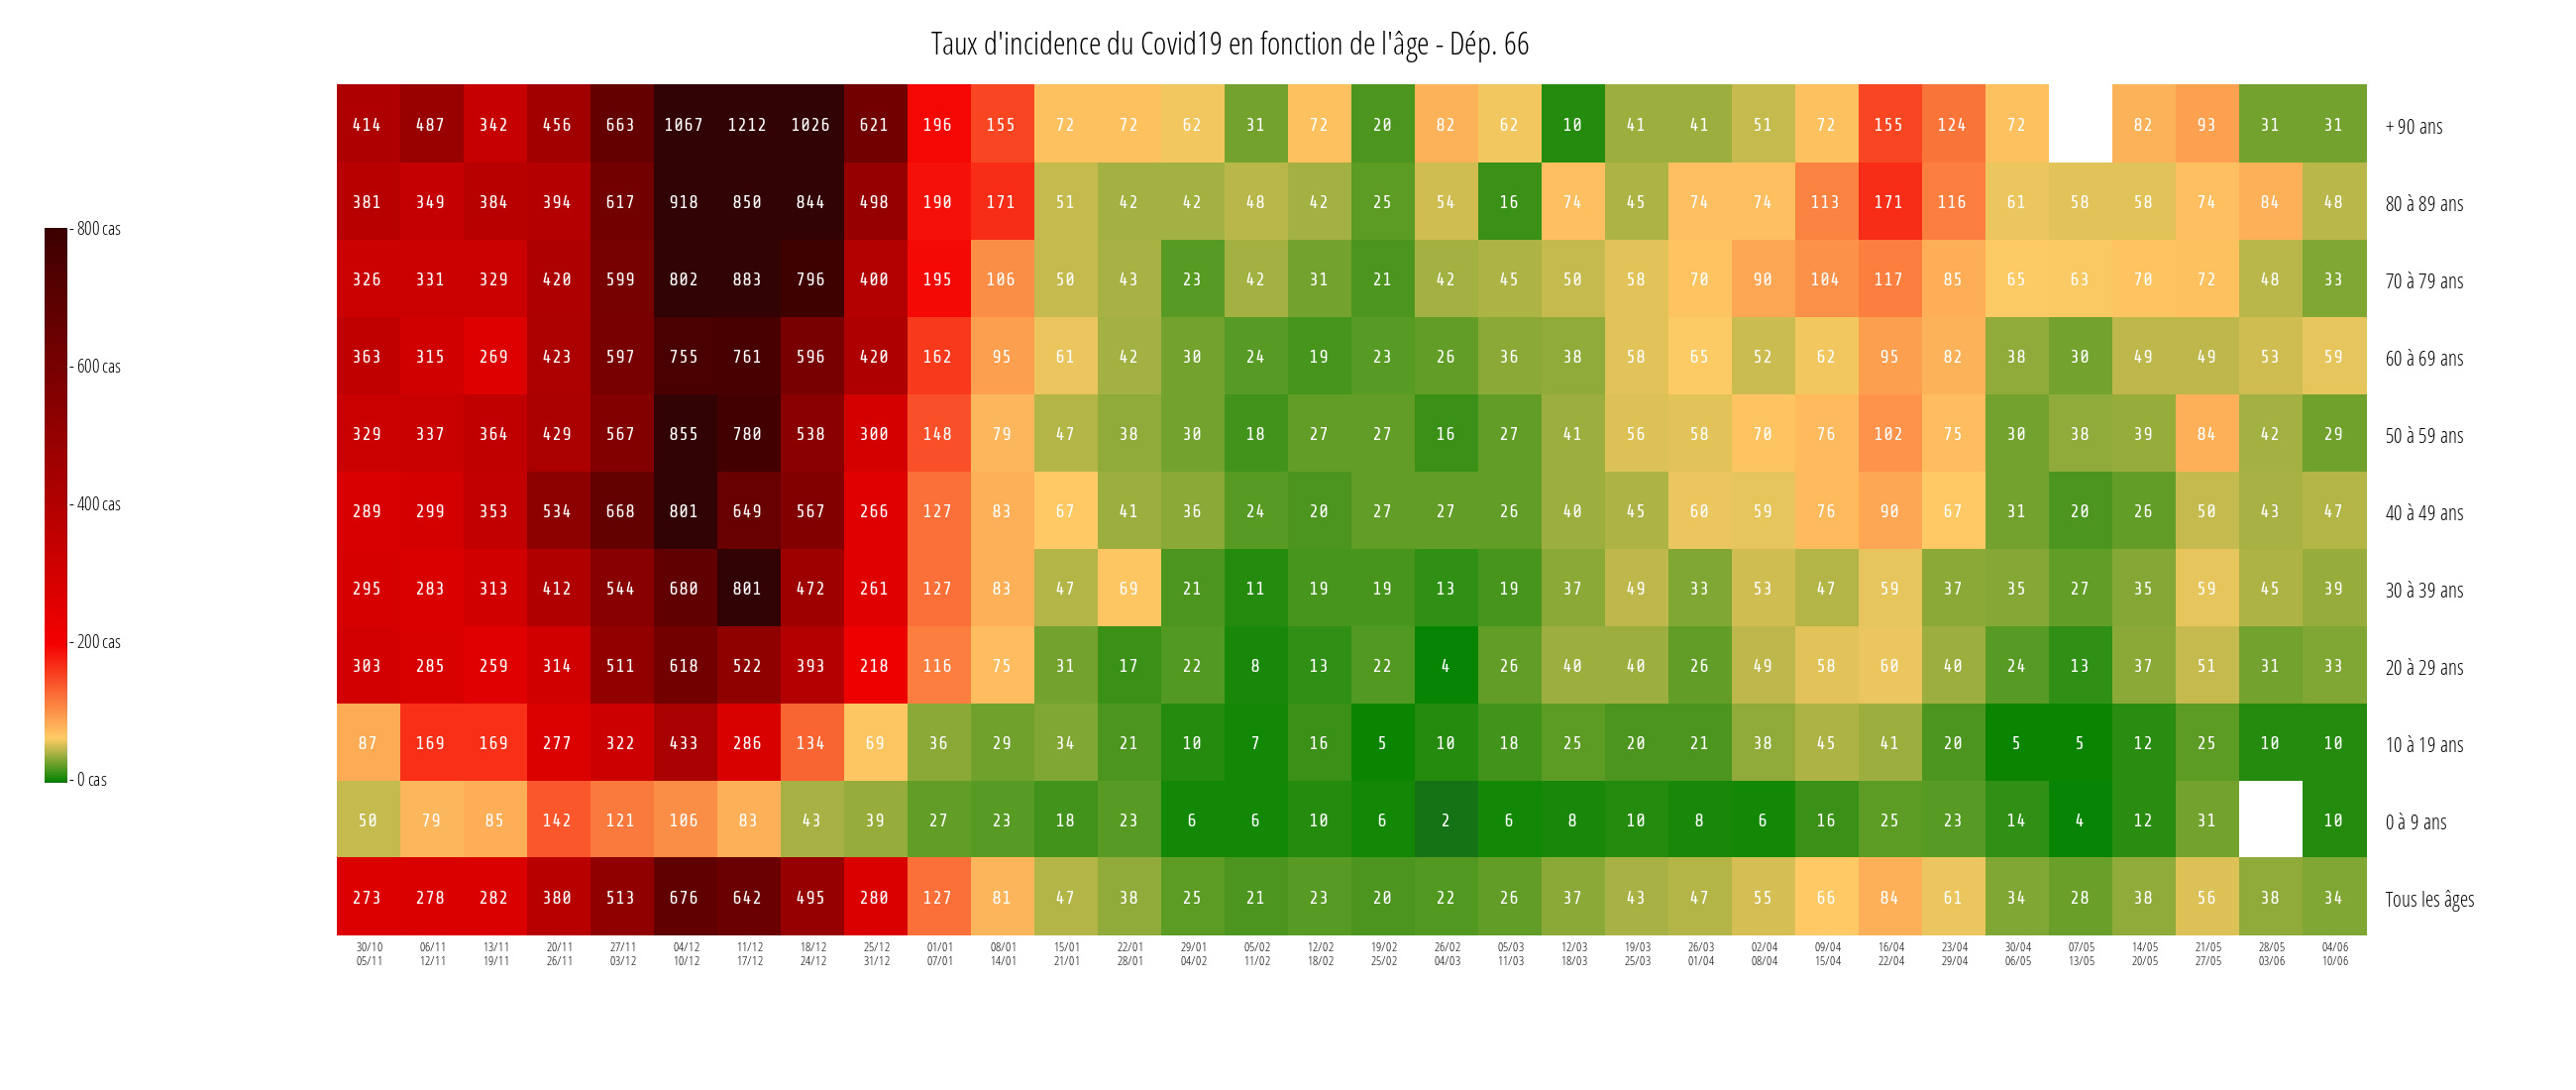 Taux d'incidence du Covid19 en fonction de l'âge - Dép. 66
- 800 cas
- 600 cas
- 400 cas
- 200 cas
- 0 cas
414 487 342 456 663 1067 1212 1026 621 196 155 72 72 62 31 72 20 82 62 10 41 41 51 72 155 124 72 82 93 31 31 + 90 ans
381 349 384 394 617 918 850 844 498 190 171 51 42 42 48 42 25 54 16 74 45 74 74 113 171 116 61 58 58 74 84 48 80 à 89 ans
326 331 329 420 599 802 883 796 400 195 106 50 43 23 42 31 21 42 45 50 58 70 90 104 117 85 65 63 70 72 48 33 70 à 79 ans
363 315 269 423 597 755 761 596 420 162 95 61 42 30 24 19 23 26 36 38 58 65 52 62 95 82 38 30 49 49 53 59 60 à 69 ans
329 337 364 429 567 855 780 538 300 148 79 47 38 30 18 27 27 16 27 41 56 58 70 76 102 75 30 38 39 84 42 29 50 à 59 ans
289 299 353 534 668 801 649 567 266 127 83 67 41 36 24 20 27 27 26 40 45 60 59 76 90 67 31 20 26 50 43 47 40 à 49 ans
295 283 313 412 544 680 801 472 261 127 83 47 69 21 11 19 19 13 19 37 49 33 53 47 59 37 35 27 35 59 45 39 30 à 39 ans
303 285 259 314 511 618 522 393 218 116 75 31 17 22 8 13 22 4 26 40 40 26 49 58 60 40 24 13 37 51 31 33 20 à 29 ans
87 169 169 277 322 433 286 134 69 36 29 34 21 10 7 16 5 10 18 25 20 21 38 45 41 20 5 5 12 25 10 10 10 à 19 ans
50 79 85 142 121 106 83 43 39 27 23 18 23 6 6 10 6 2 6 8 10 8 6 16 25 23 14 4 12 31 10 0 à 9 ans
273 278 282 380 513 676 642 495 280 127 81 47 38 25 21 23 20 22 26 37 43 47 55 66 84 61 34 28 38 56 38 34 Tous les âges
30/10 06/11 13/11 20/11 27/11 04/12 11/12 18/12 25/12 01/01 08/01 15/01 22/01 29/01 05/02 12/02 19/02 26/02 05/03 12/03 19/03 26/03 02/04 09/04 16/04 23/04 30/04 07/05 14/05 21/05 28/05 04/06
05/11 12/11 19/11 26/11 03/12 10/12 17/12 24/12 31/12 07/01 14/01 21/01 28/01 04/02 11/02 18/02 25/02 04/03 11/03 18/03 25/03 01/04 08/04 15/04 22/04 29/04 06/05 13/05 20/05 27/05 03/06 10/06